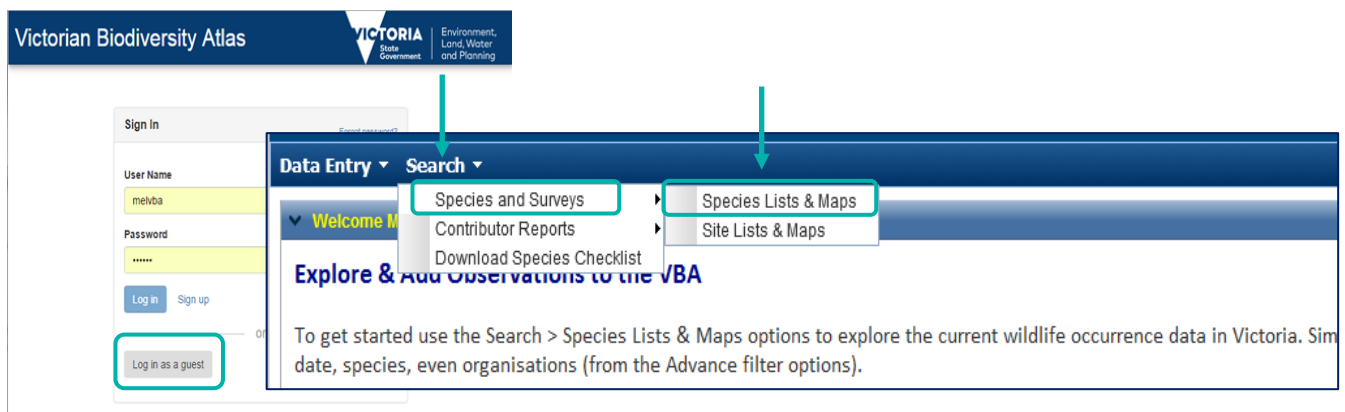 Victorian Biodiversity Atlas
VICTORIA
State
Government
Environment,
Land, Water
and Planning
Sign In
User Name
melvba
Password
••••••
Log in Sign up
or
Log in as a guest
Data Entry Search
Species and Surveys
Contributor Reports
Download Species Checklist
Species Lists & Maps
Site Lists & Maps
Welcome M
Explore & Add Observations to the VBA
To get started use the Search > Species Lists & Maps options to explore the current wildlife occurrence data in Victoria. Sim
date, species, even organisations (from the Advance filter options).